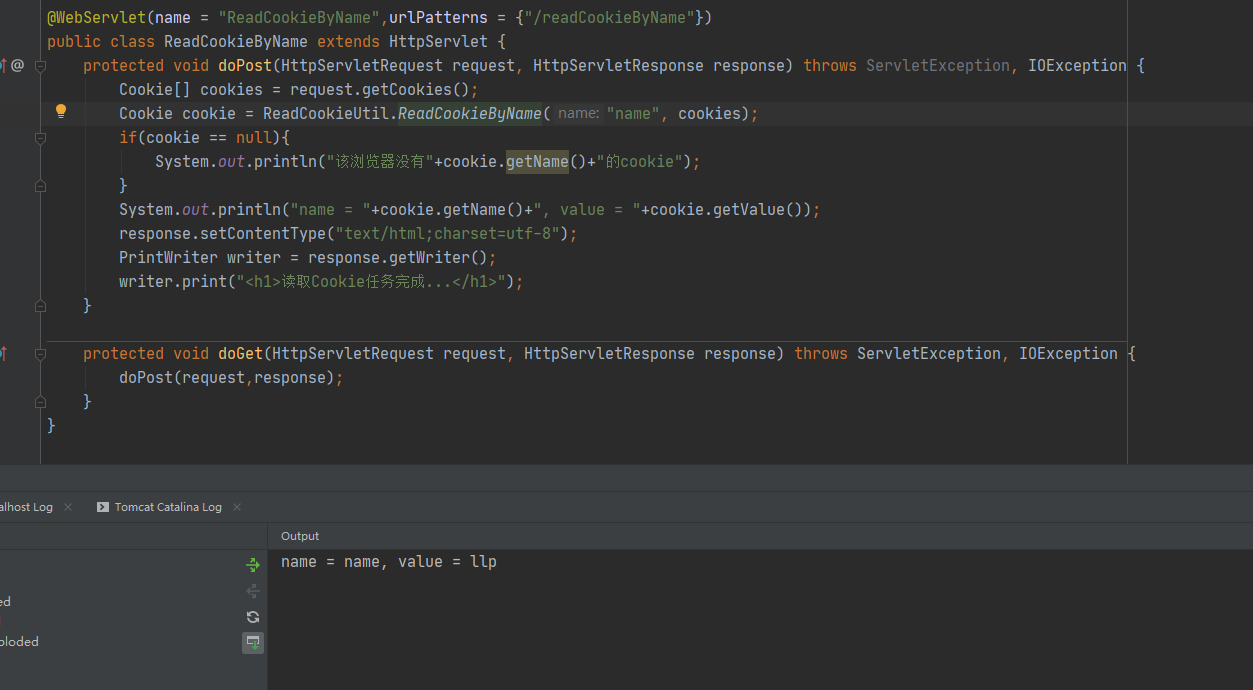 @WebServlet(name = "ReadCookieByName",urlPatterns = {"/readCookieByName"})
public class ReadCookieByName extends HttpServlet {
@ protected void doPost(HttpServletRequest request, HttpServletResponse response) throws ServletException, IOException {
Cookie[] cookies = request.getCookies();
Cookie cookie = ReadCookieUtil.ReadCookieByName( name: "name", cookies);
if(cookie == null){
System.out.println("该浏览器没有"+cookie.getName()+"的cookie");
}
System.out.println("name = "+cookie.getName()+", value = "+cookie.getValue());
response.setContentType("text/html;charset=utf-8");
PrintWriter writer = response.getWriter();
writer.print("<h1>读取Cookie任务完成...</h1>");
}
protected void doGet(HttpServletRequest request, HttpServletResponse response) throws ServletException, IOException {
doPost(request,response);
}
}
alhost Log × Tomcat Catalina Log ×
Output
name = name, value = llp
ed
ploded